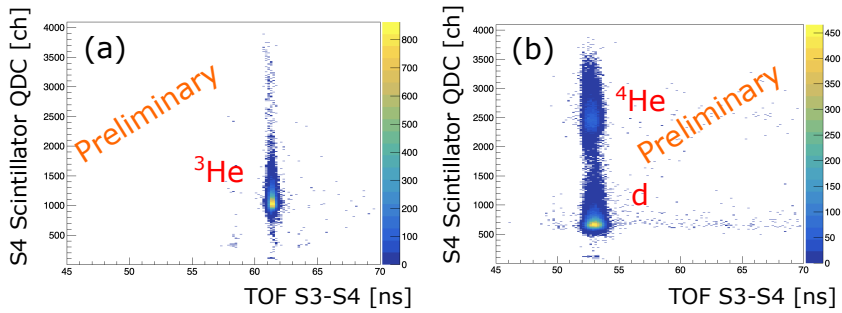 (a)
Preliminary
³He
S4 Scintillator QDC [ch]
4000
3500
3000
2500
2000
1500
1000
500
45 50 55 60 65 70
TOF S3-S4 [ns]
800
700
600
500
400
300
200
100
0
(b)
⁴He
Preliminary
d
S4 Scintillator QDC [ch]
4000
3500
3000
2500
2000
1500
1000
500
45 50 55 60 65 70
TOF S3-S4 [ns]
450
400
350
300
250
200
150
100
50
0